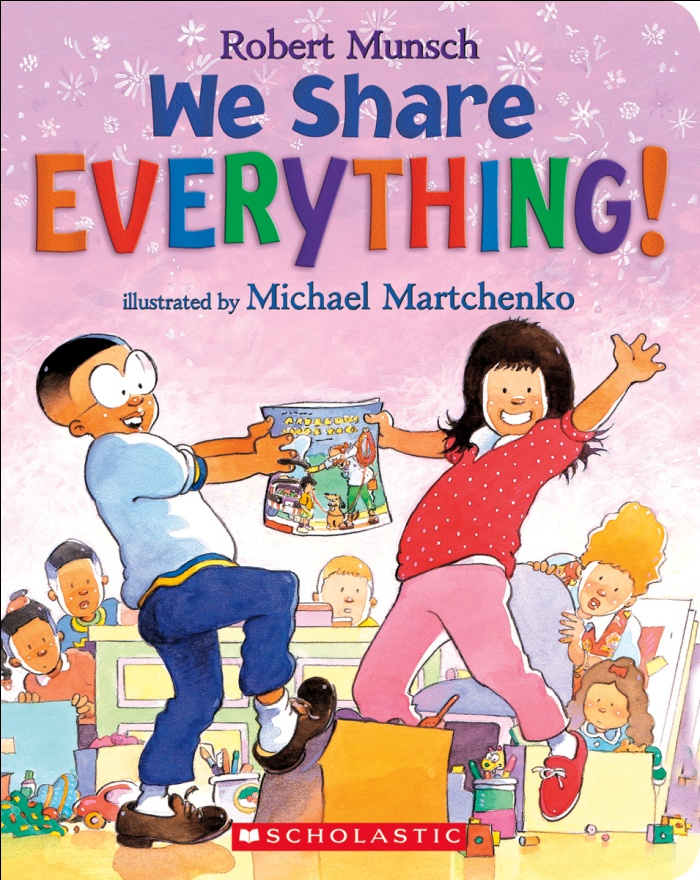 Robert Munsch
We Share
EVERYTHING!
illustrated by Michael Martchenko
SCHOLASTIC